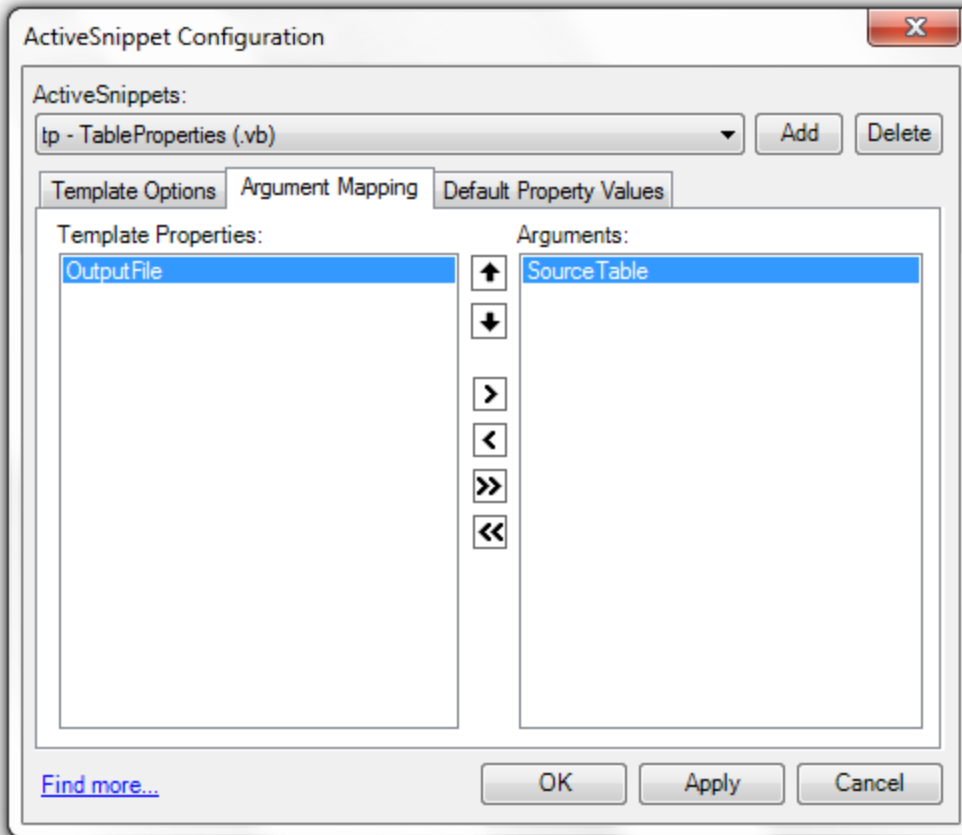 ActiveSnippet Configuration
ActiveSnippets:
tp - TableProperties (.vb)
Add
Delete
Template Options
Argument Mapping
Default Property Values
Template Properties:
Arguments:
OutputFile
SourceTable
>
<
>>
<<
Find more...
OK
Apply
Cancel